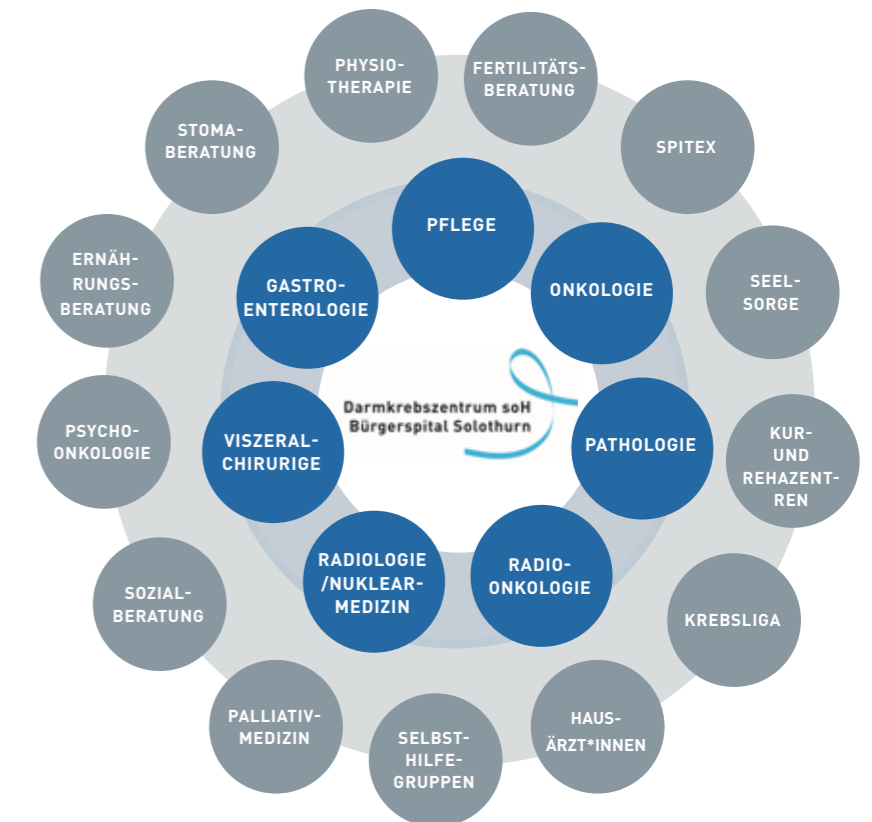 PHYSIO-
THERAPIE
FERTILITÄTS-
BERATUNG
STOMA-
BERATUNG
SPITEX
PFLEGE
ERNÄH-
RUNGS-
BERATUNG
GASTRO-
ENTEROLOGIE
ONKOLOGIE
SEEL-
SORGE
Darmkrebszentrum soH
Bürgerspital Solothurn
PSYCHO-
ONKOLOGIE
VISZERAL-
CHIRURIGE
PATHOLOGIE
KUR-
UND
REHAZENT-
REN
RADIOLOGIE
/NUKLEAR-
MEDIZIN
RADIO-
ONKOLOGIE
SOZIAL-
BERATUNG
KREBSLIGA
PALLIATIV-
MEDIZIN
SELBST-
HILFE-
GRUPPEN
HAUS-
ÄRZT*INNEN